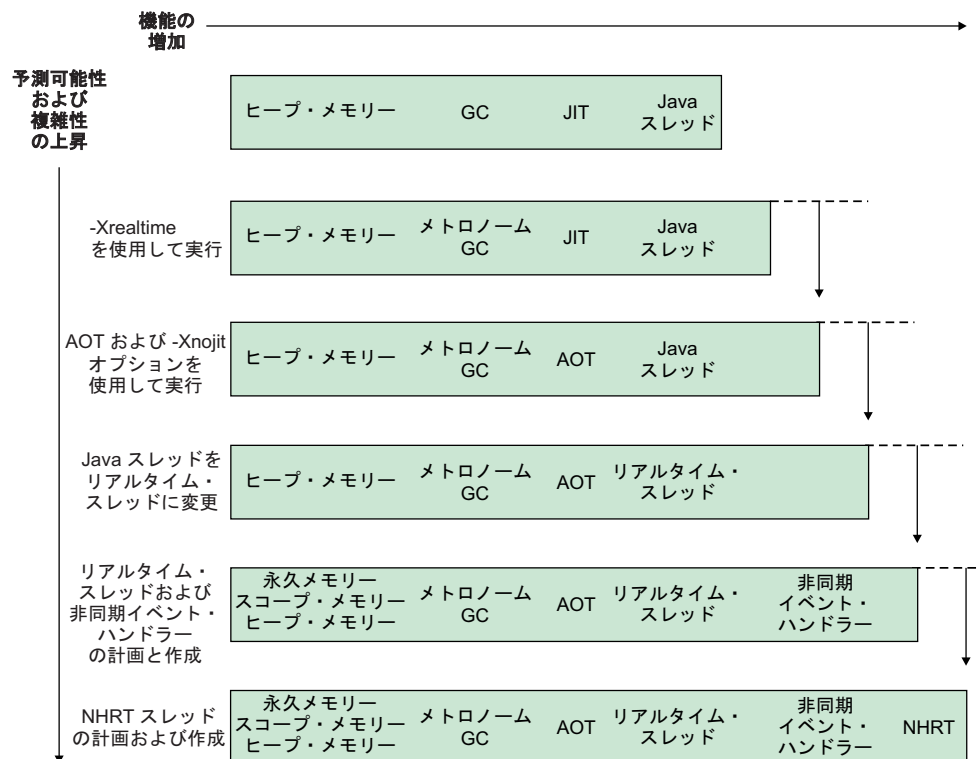 機能の
増加
予測可能性
および
複雑性
の上昇
ヒープ・メモリー
GC
JIT
Java
スレッド
-Xrealtime
を使用して実行
ヒープ・メモリー
メトロノーム
GC
JIT
Java
スレッド
AOT および -Xnojit
オプションを
使用して実行
ヒープ・メモリー
メトロノーム
GC
AOT
Java
スレッド
Java スレッドを
リアルタイム・
スレッドに変更
ヒープ・メモリー
メトロノーム
GC
AOT
リアルタイム・
スレッド
リアルタイム・
スレッドおよび
非同期イベント・
ハンドラー
の計画と作成
永久メモリー
スコープ・メモリー
ヒープ・メモリー
メトロノーム
GC
AOT
リアルタイム・
スレッド
非同期
イベント・
ハンドラー
NHRT スレッド
の計画および作成
永久メモリー
スコープ・メモリー
ヒープ・メモリー
メトロノーム
GC
AOT
リアルタイム・
スレッド
非同期
イベント・
ハンドラー
NHRT